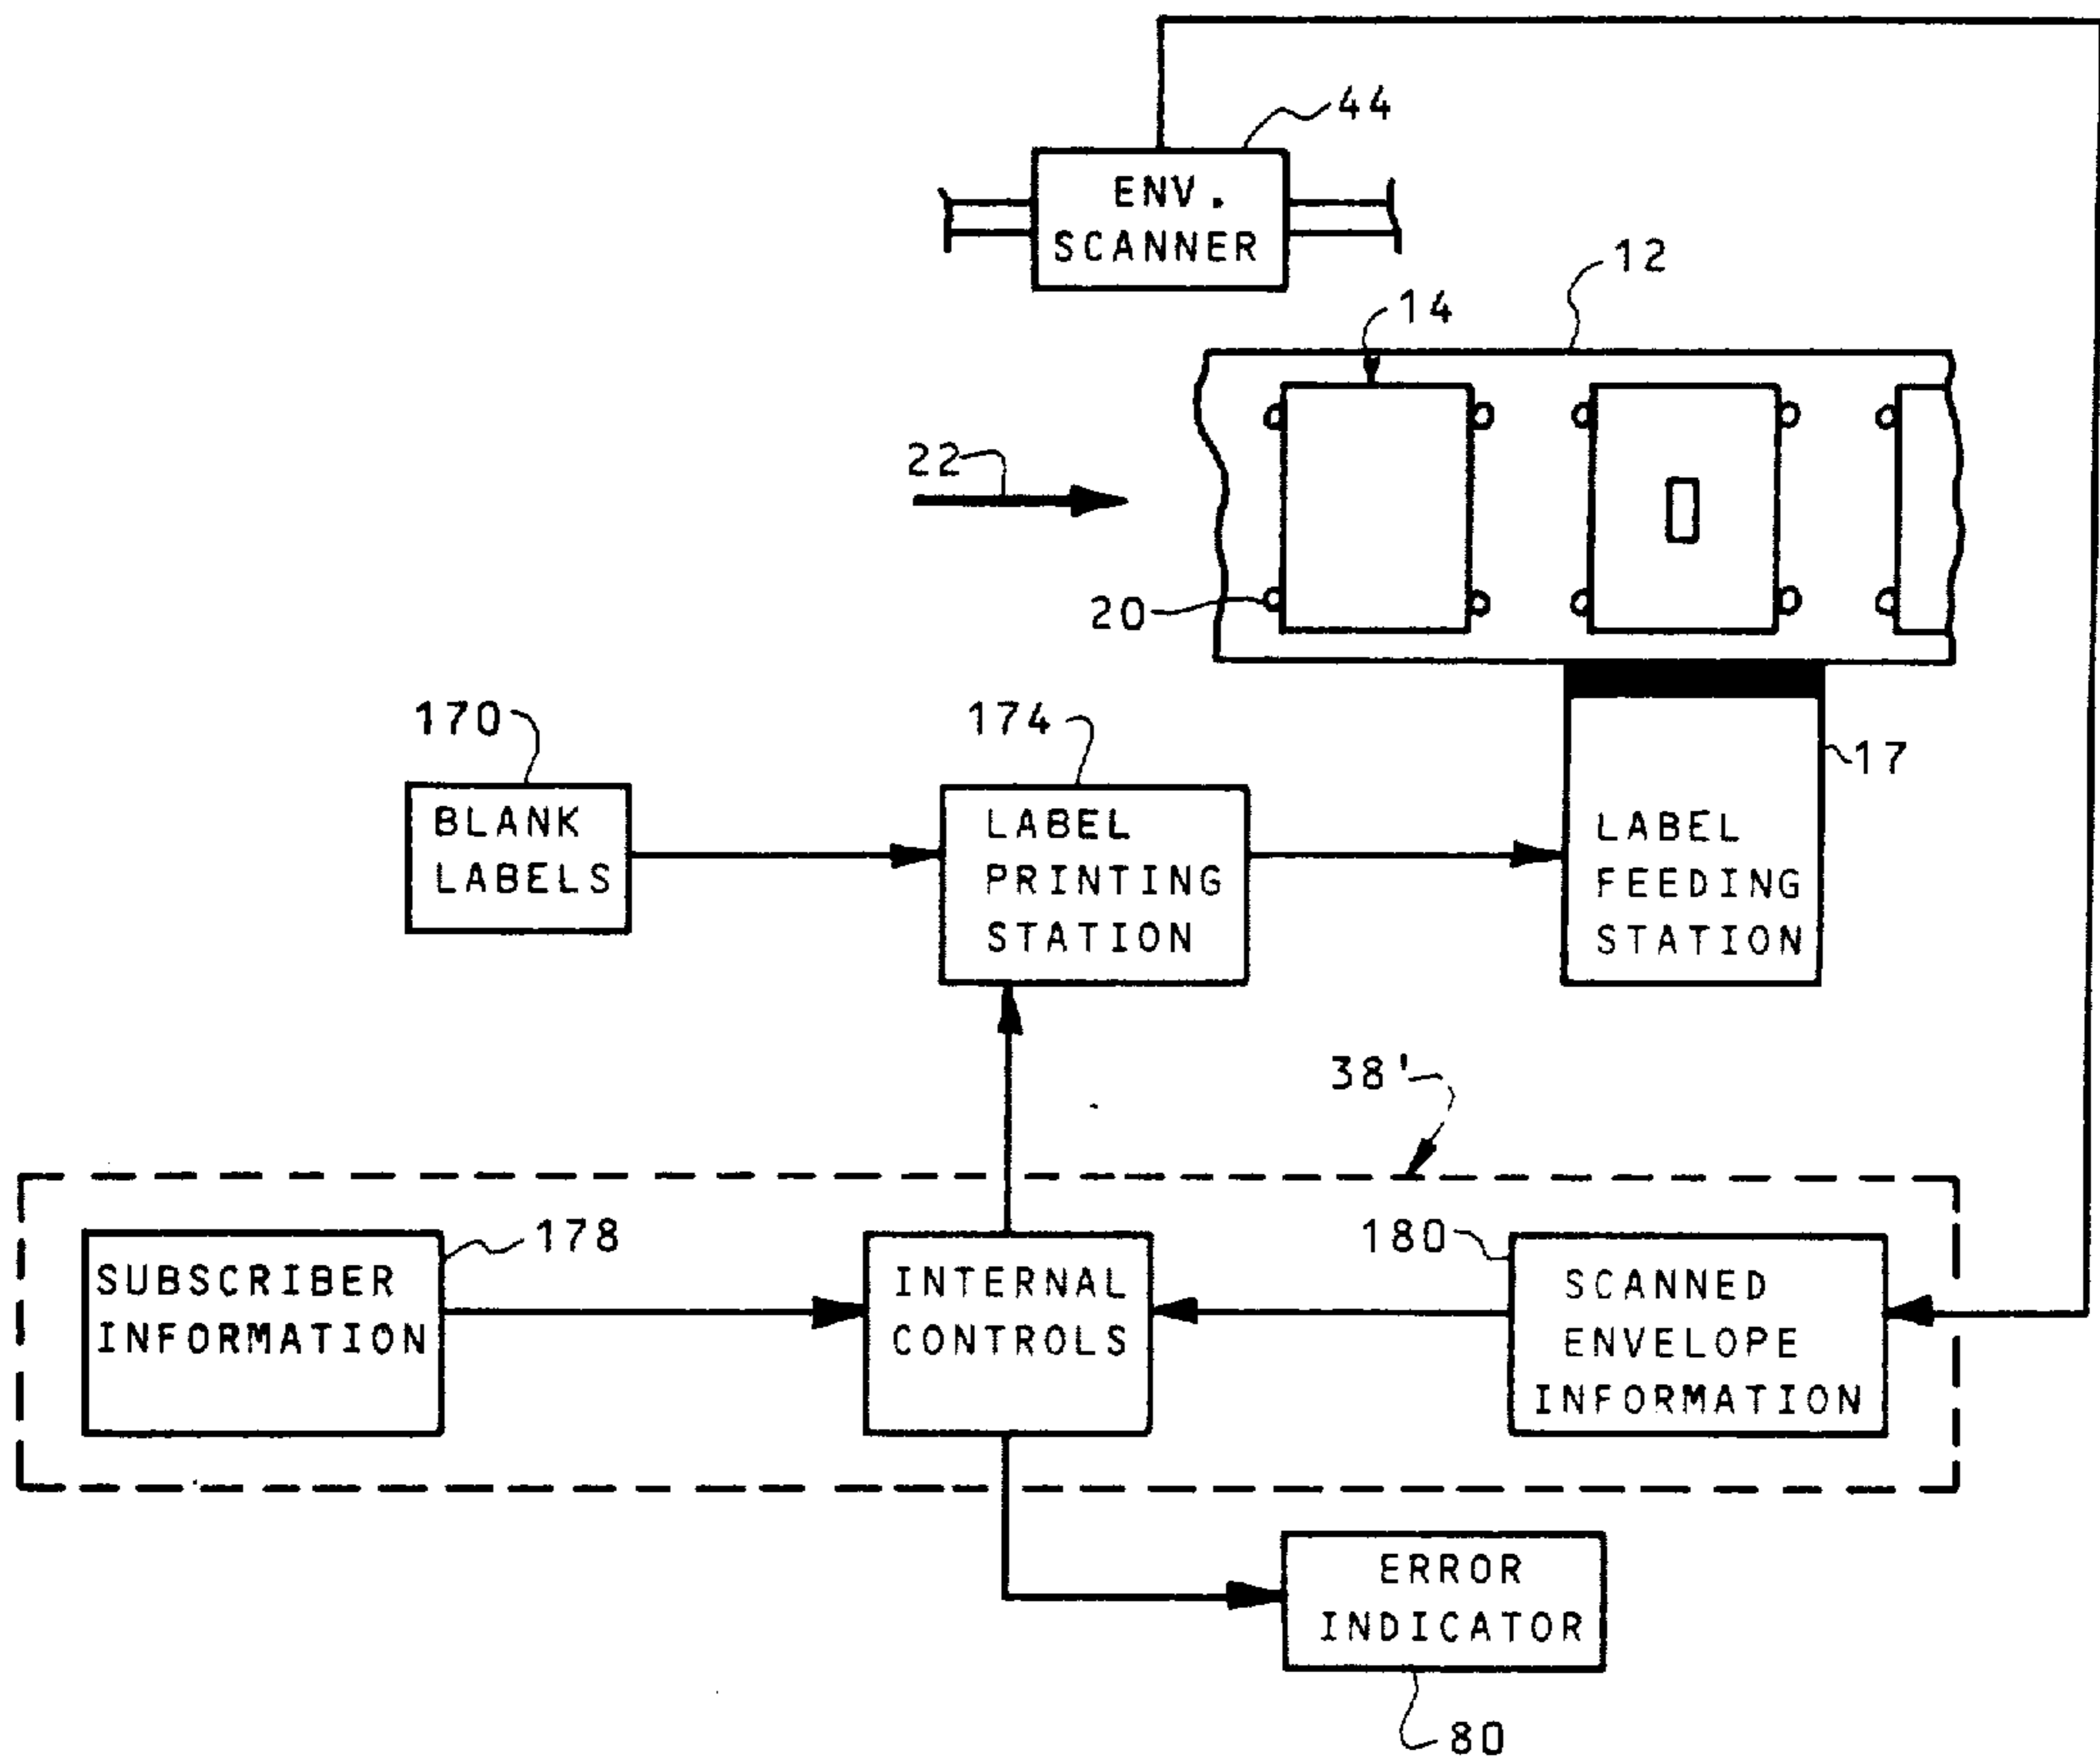 44
ENV.
SCANNER
12
14
22
20
170
174
17
BLANK
LABELS
LABEL
PRINTING
STATION
LABEL
FEEDING
STATION
38'
178
180
SUBSCRIBER
INFORMATION
INTERNAL
CONTROLS
SCANNED
ENVELOPE
INFORMATION
ERROR
INDICATOR
80